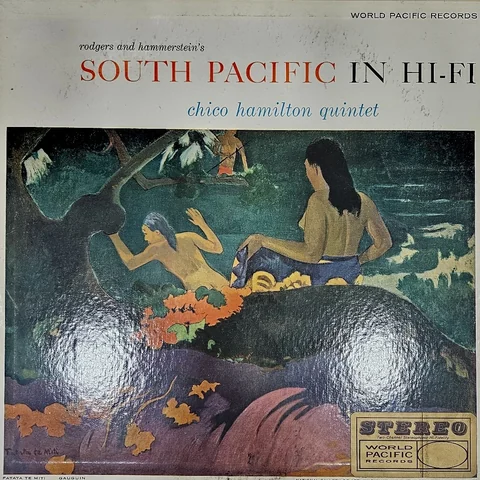 WORLD PACIFIC RECORDS
rodgers and hammerstein's
SOUTH PACIFIC IN HI-FI
chico hamilton quintet
STEREO
WORLD
PACIFIC
RECORDS
FATATA TE MITI GAUGUIN